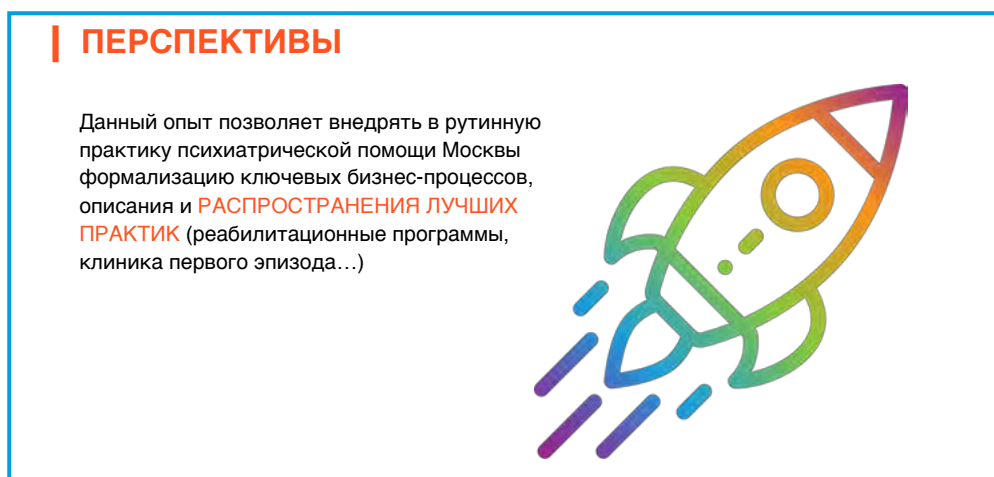 ПЕРСПЕКТИВЫ
Данный опыт позволяет внедрять в рутинную
практику психиатрической помощи Москвы
формализацию ключевых бизнес-процессов,
описания и РАСПРОСТРАНЕНИЯ ЛУЧШИХ
ПРАКТИК (реабилитационные программы,
клиника первого эпизода…)